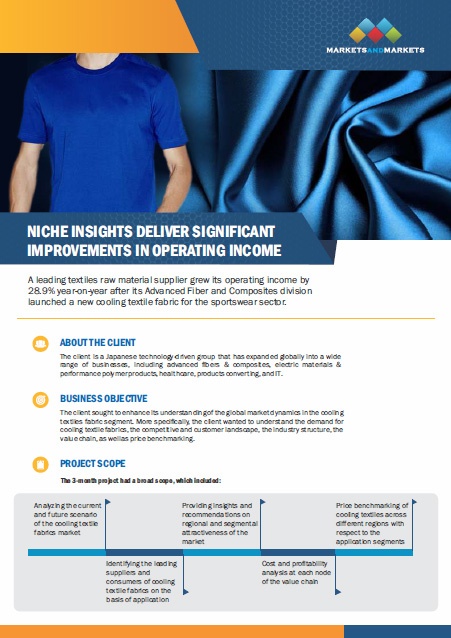 MARKETSANDMARKETS
NICHE INSIGHTS DELIVER SIGNIFICANT
IMPROVEMENTS IN OPERATING INCOME
A leading textiles raw material supplier grew its operating income by
28.9% year-on-year after its Advanced Fiber and Composites division
launched a new cooling textile fabric for the sportswear sector.
ABOUT THE CLIENT
The client is a Japanese technology-driven group that has expanded globally into a wide
range of businesses, including advanced fibers & composites, electric materials &
performance polymer products, healthcare, products converting, and IT.
BUSINESS OBJECTIVE
The client sought to enhance its understanding of the global market dynamics in the cooling
textiles fabric segment. More specifically, the client wanted to understand the demand for
cooling textile fabrics, the competitive and customer landscape, the industry structure, the
value chain, as well as price benchmarking.
PROJECT SCOPE
The 3-month project had a broad scope, which included:
Analyzing the current
and future scenario
of the cooling textile
fabrics market
Providing insights and
recommendations on
regional and segmental
attractiveness of the
market
Price benchmarking of
cooling textiles across
different regions with
respect to the
application segments
Identifying the leading
suppliers and
consumers of cooling
textile fabrics on the
basis of application
Cost and profitability
analysis at each node
of the value chain